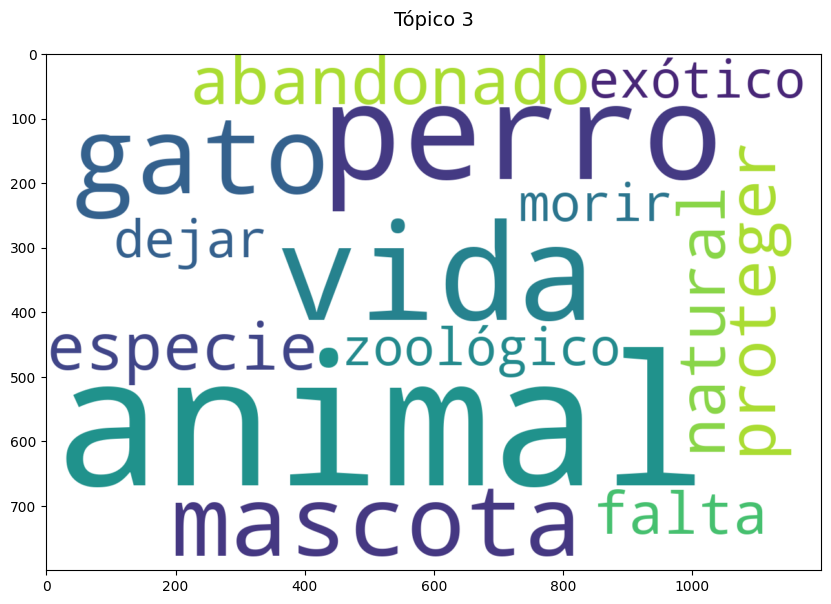 Tópico 3
0
100
200
300
400
500
600
700
abandonado
exótico
perro
gato
morir
dejar
vida
natural
proteger
especie
zoológico
animal
mascota
falta
0
200
400
600
800
1000